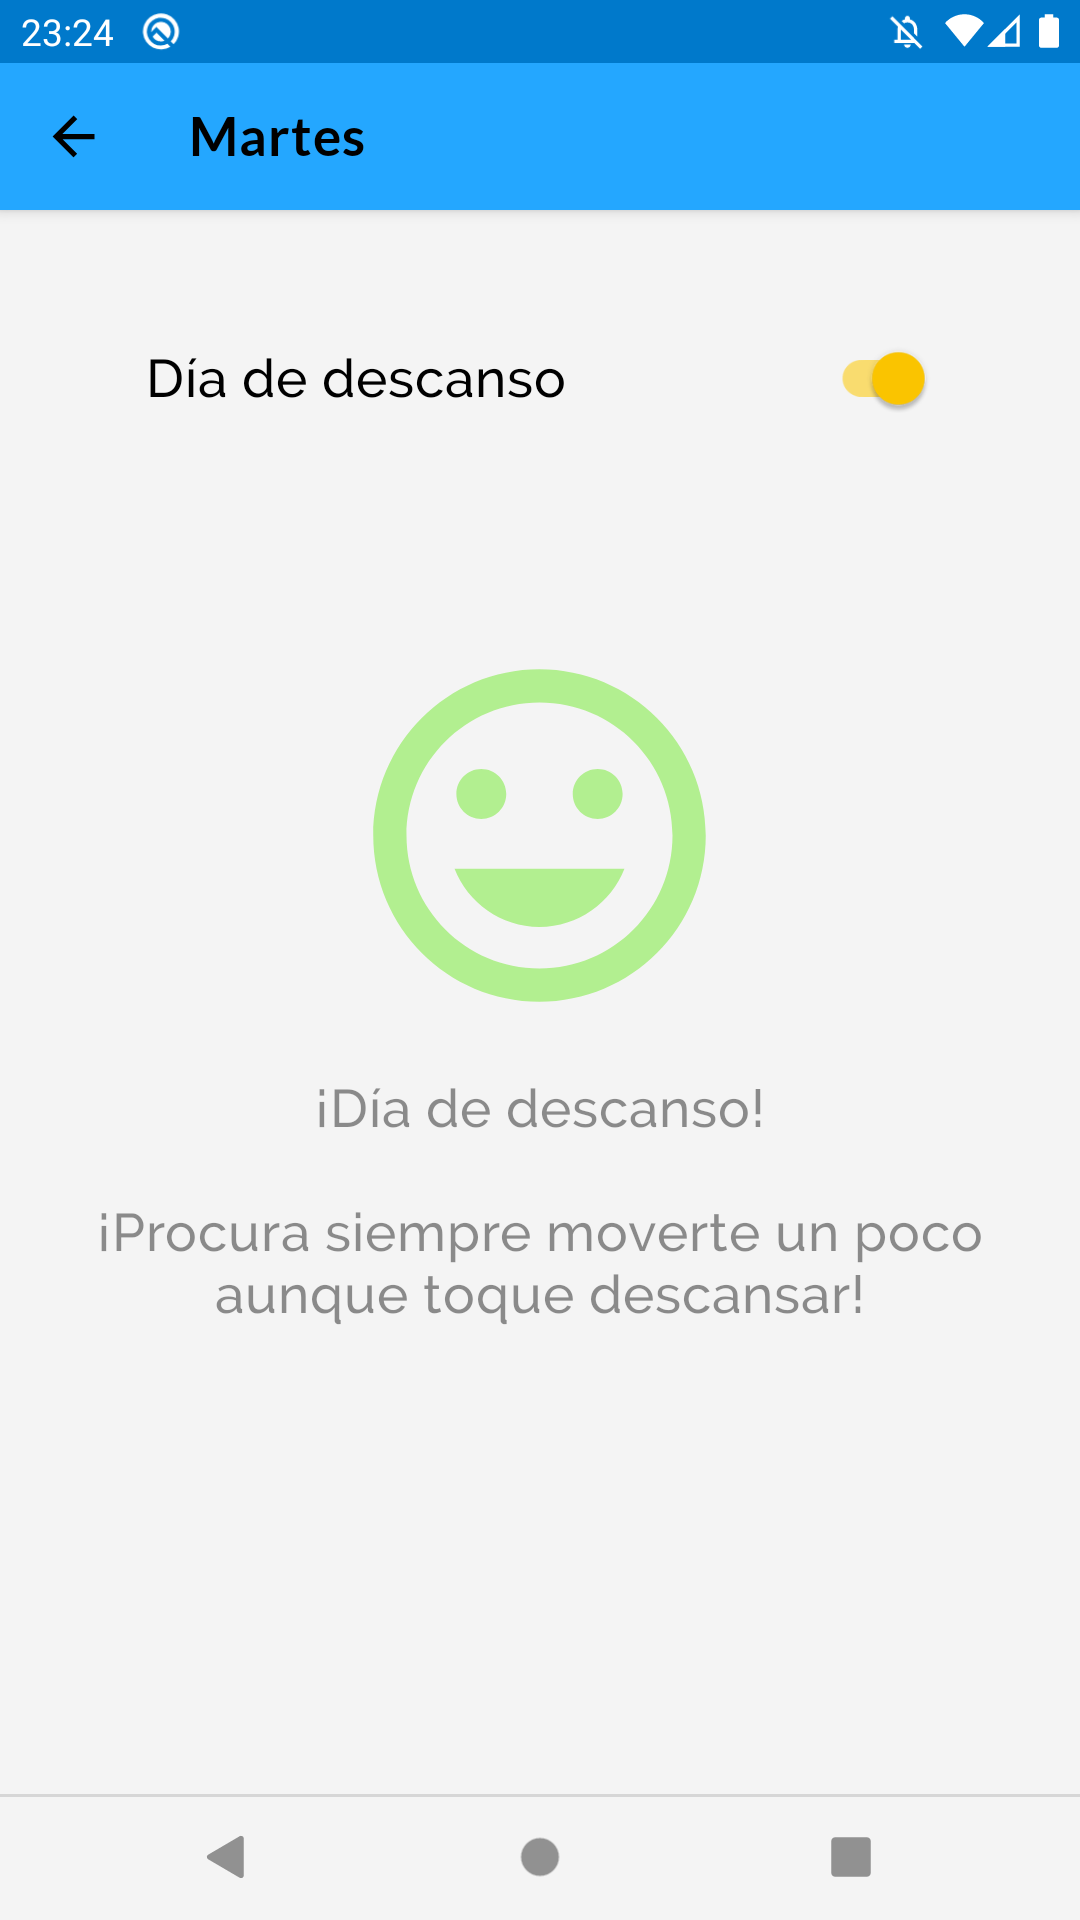 23:24
Martes
Día de descanso
¡Día de descanso!
¡Procura siempre moverte un poco
aunque toque descansar!